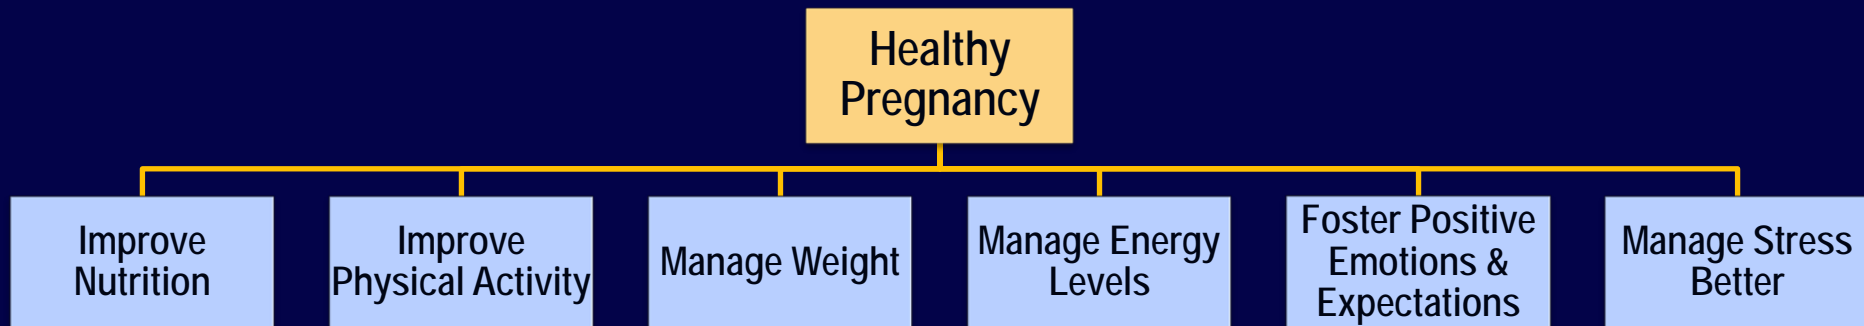 Healthy
Pregnancy
Improve
Nutrition
Improve
Physical Activity
Manage Weight
Manage Energy
Levels
Foster Positive
Emotions &
Expectations
Manage Stress
Better